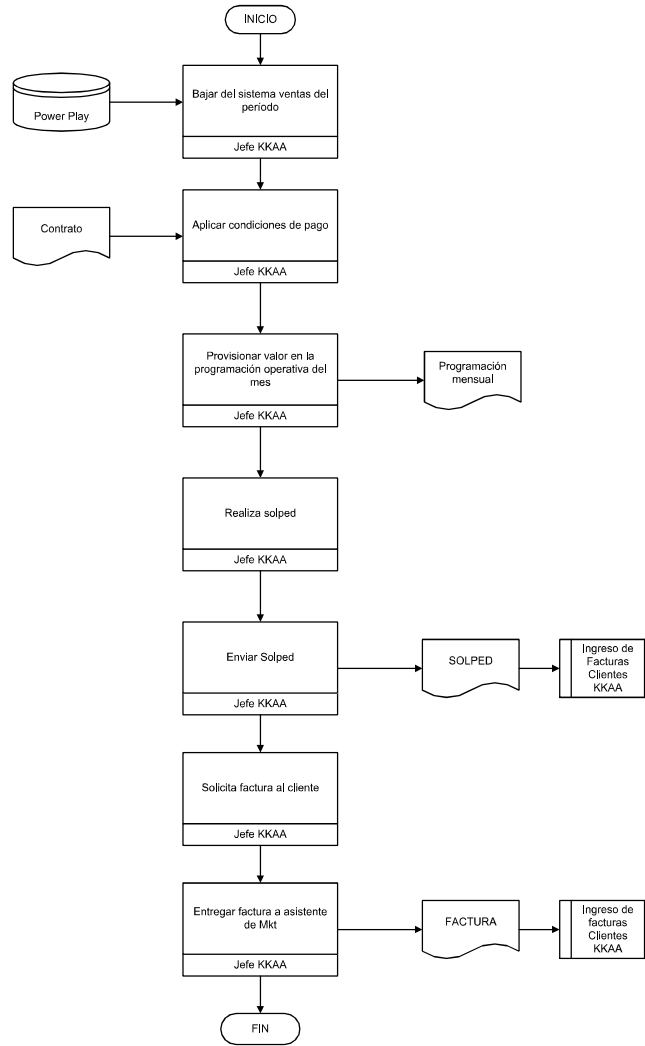 INICIO
Bajar del sistema ventas del
período
Power Play
Jefe KKAA
Aplicar condiciones de pago
Contrato
Jefe KKAA
Provisionar valor en la
programación operativa del
mes
Programación
mensual
Jefe KKAA
Realiza solped
Jefe KKAA
Enviar Solped
SOLPED
Ingreso de
Facturas
Clientes
KKAA
Jefe KKAA
Solicita factura al cliente
Jefe KKAA
Entregar factura a asistente
de Mkt
FACTURA
Ingreso de
facturas
Clientes
KKAA
Jefe KKAA
FIN